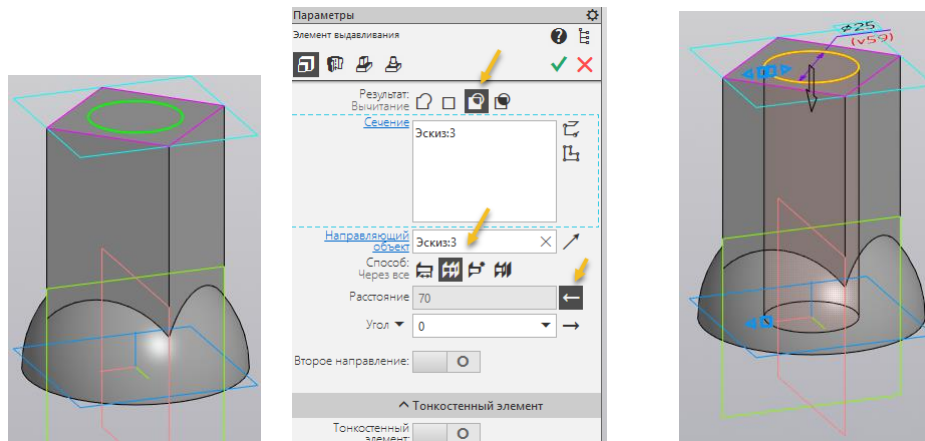 Параметры
Элемент выдавливания
?
Результат:
Вычитание
Сечение
Эскиз:3
Направляющий
объект
Эскиз:3
Способ:
Через все
Расстояние
70
Угол
0
Второе направление:
Тонкостенный элемент
Тонкостенный
элемент:
⌀25
(v59)